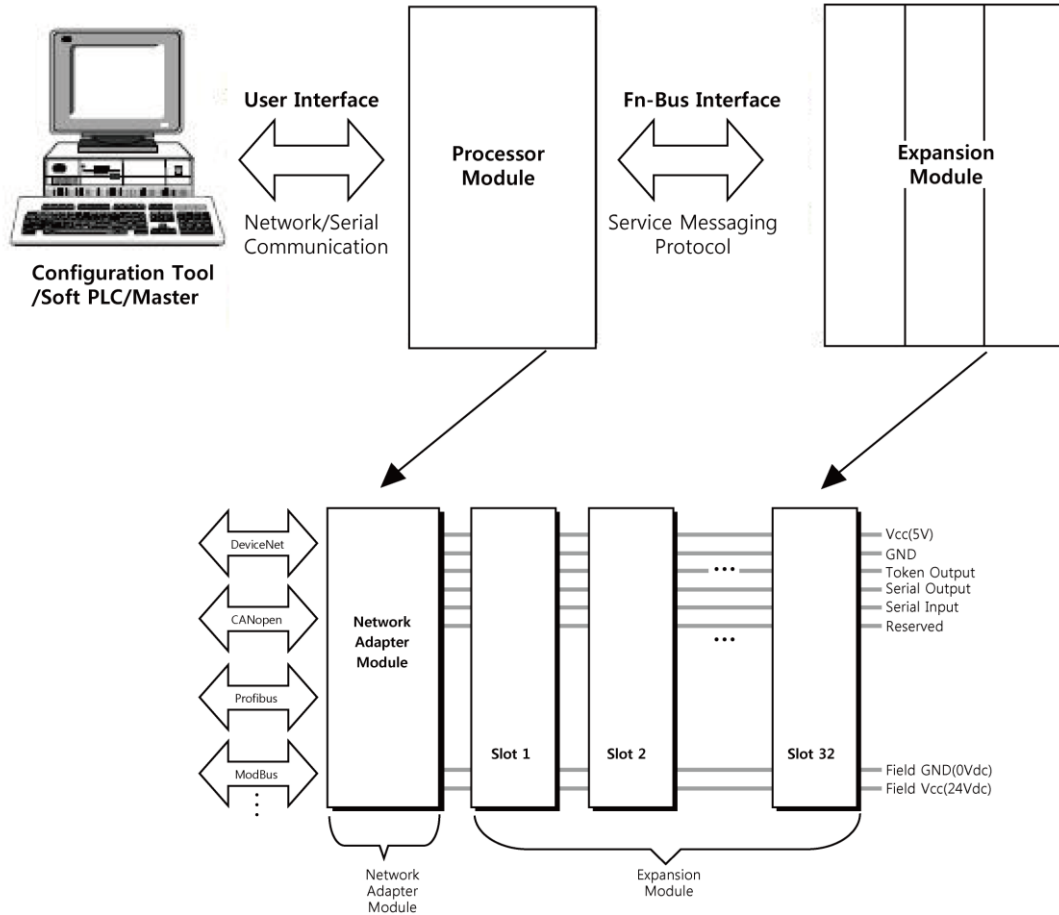 User Interface
Network/Serial
Communication
Configuration Tool
/Soft PLC/Master
Processor
Module
Fn-Bus Interface
Service Messaging
Protocol
Expansion
Module
DeviceNet
CANopen
Profibus
ModBus
Network
Adapter
Module
Slot 1
Slot 2
Slot 32
Vcc(5V)
GND
Token Output
Serial Output
Serial Input
Reserved
Field GND(0Vdc)
Field Vcc(24Vdc)
Network
Adapter
Module
Expansion
Module